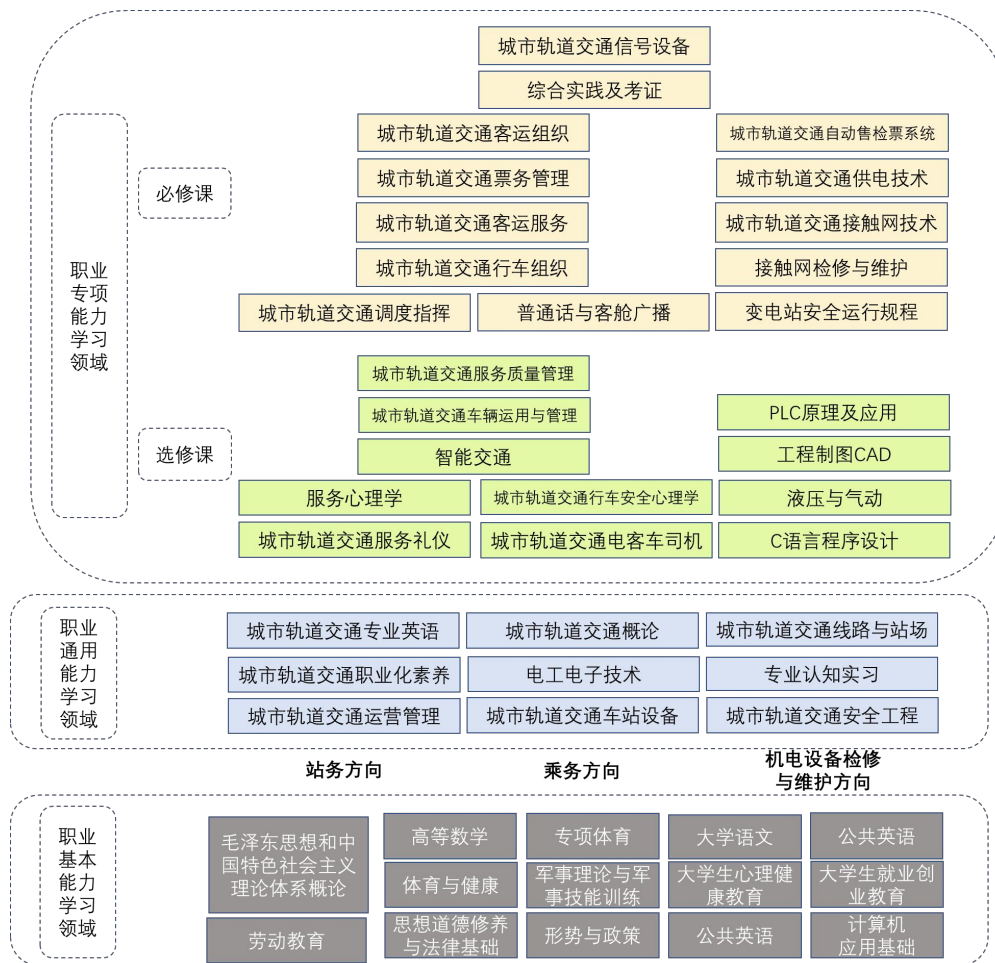 城市轨道交通信号设备
综合实践及考证
城市轨道交通客运组织
城市轨道交通自动售检票系统
必修课
城市轨道交通票务管理
城市轨道交通供电技术
城市轨道交通客运服务
城市轨道交通接触网技术
城市轨道交通行车组织
接触网检修与维护
职业
专项
能力
学习
领域
城市轨道交通调度指挥
普通话与客舱广播
变电站安全运行规程
城市轨道交通服务质量管理
城市轨道交通车辆运用与管理
PLC原理及应用
选修课
智能交通
工程制图CAD
服务心理学
城市轨道交通行车安全心理学
液压与气动
城市轨道交通服务礼仪
城市轨道交通电客车司机
C语言程序设计
职业
通用
能力
学习
领域
城市轨道交通专业英语
城市轨道交通概论
城市轨道交通线路与站场
城市轨道交通职业化素养
电工电子技术
专业认知实习
城市轨道交通运营管理
城市轨道交通车站设备
城市轨道交通安全工程
站务方向
乘务方向
机电设备检修
与维护方向
职业
基本
能力
学习
领域
毛泽东思想和中
国特色社会主义
理论体系概论
高等数学
专项体育
大学语文
公共英语
体育与健康
军事理论与军
事技能训练
大学生心理健
康教育
大学生就业创
业教育
劳动教育
思想道德修养
与法律基础
形势与政策
公共英语
计算机
应用基础